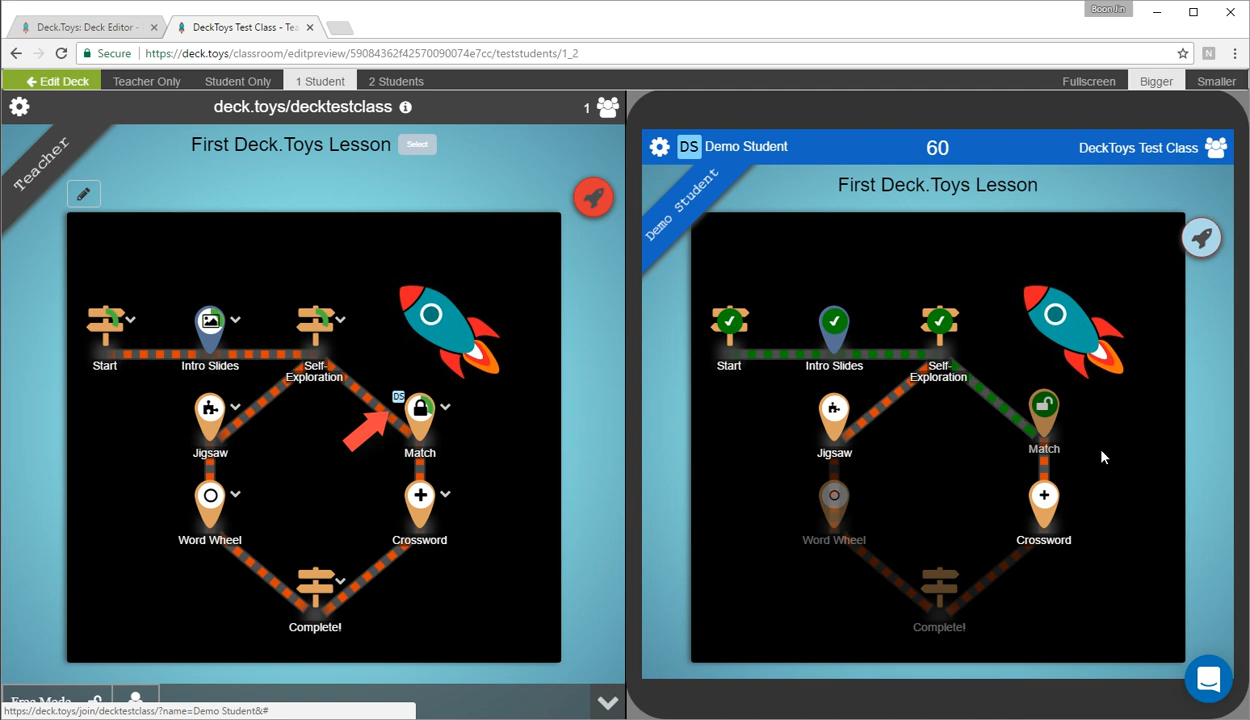 Boon Jin
Deck.Toys: Deck Editor -
DeckToys Test Class - Tea
Secure
https://deck.toys/classroom/editpreview/59084362f42570090074e7cc/teststudents/1_2
N
Edit Deck
Teacher Only
Student Only
1 Student
2 Students
Fullscreen
Bigger
Smaller
deck.toys/decktestclass
1
Teacher
First Deck.Toys Lesson
Select
Start
Intro Slides
Self-
Exploration
DS
Jigsaw
Match
Word Wheel
Crossword
Complete!
Free Mode
https://deck.toys/join/decktestclass/?name=Demo Student&#
DS
Demo Student
60
DeckToys Test Class
Demo Student
First Deck.Toys Lesson
Start
Intro Slides
Self-
Exploration
Jigsaw
Match
Word Wheel
Crossword
Complete!